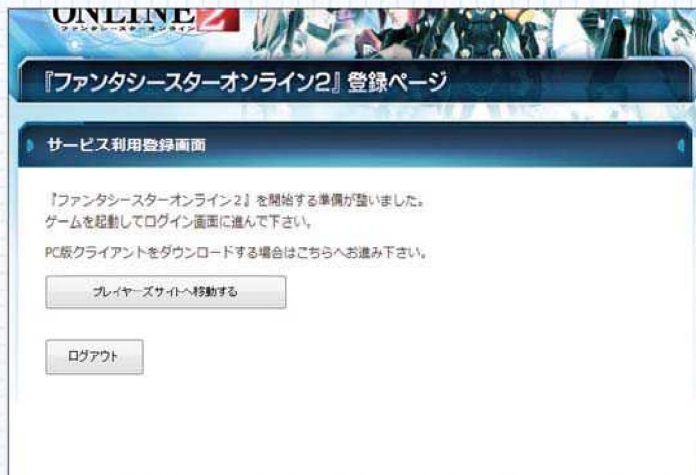 ONLINE2
ファンタシースターオンライン
『ファンタシースターオンライン2』登録ページ
サービス利用登録画面
『ファンタシースターオンライン2』を開始する準備が整いました。
ゲームを起動してログイン画面に進んで下さい。
PC版クライアントをダウンロードする場合はこちらへお進み下さい。
プレイヤーズサイトへ移動する
ログアウト